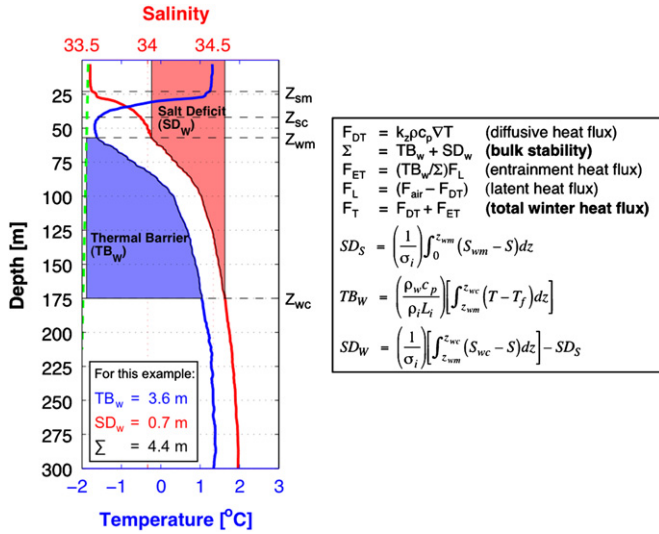 Salinity
33.5 34 34.5
25
50
75
100
125
150
175
200
225
250
275
300
Depth [m]
Salt Deficit
(SD_W)
Thermal Barrier
(TB_W)
Z_sm
Z_sc
Z_wm
Z_wc
For this example:
TB_w = 3.6 m
SD_w = 0.7 m
∑ = 4.4 m
−2 −1 0 1 2 3
Temperature [°C]
F_DT = k_zρc_p∇T (diffusive heat flux)
Σ = TB_w + SD_w (bulk stability)
F_ET = (TB_w/Σ)F_L (entrainment heat flux)
F_L = (F_air − F_DT) (latent heat flux)
F_T = F_DT + F_ET (total winter heat flux)
SD_S = (1/σ_i) ∫_0^{z_wm} (S_wm − S)dz
TB_W = (ρ_w c_p / ρ_i L_i) [∫_{z_wm}^{z_wc} (T − T_f)dz]
SD_W = (1/σ_i) [∫_{z_wm}^{z_wc} (S_wc − S)dz] − SD_S